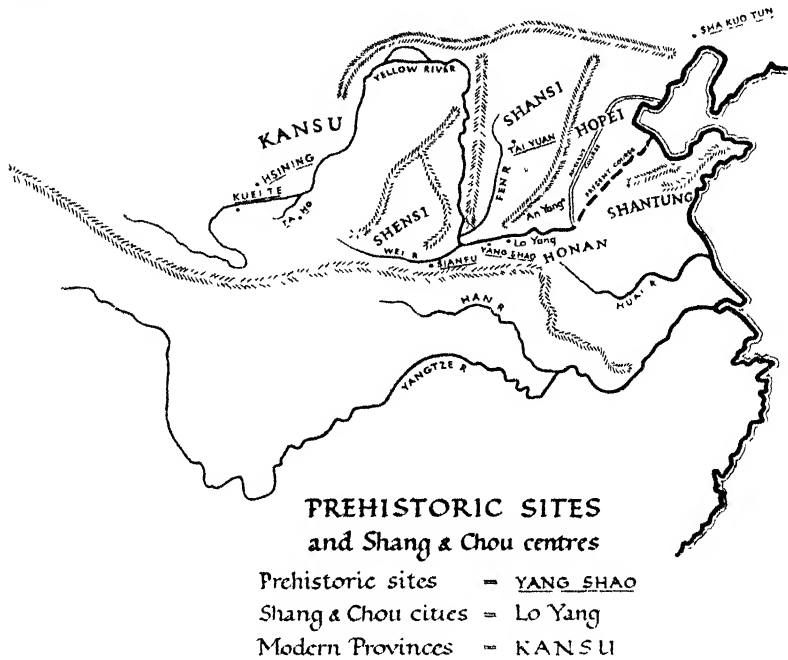 SHA KUO TUN
YELLOW RIVER
SHANSI
KANSU
HOPEI
TAI YUAN
HSINING
FEN R
ANCIENT COURSE
PRESENT COURSE
KUEI TE
TA HO
SHENSI
An Yang
SHANTUNG
WEI R
Lo Yang
YANG SHAO
HONAN
SIANFU
HAN R
HUAI R
YANGTZE R
PREHISTORIC SITES
and Shang & Chou centres
Prehistoric sites = YANG SHAO
Shang & Chou cities = Lo Yang
Modern Provinces = KANSU